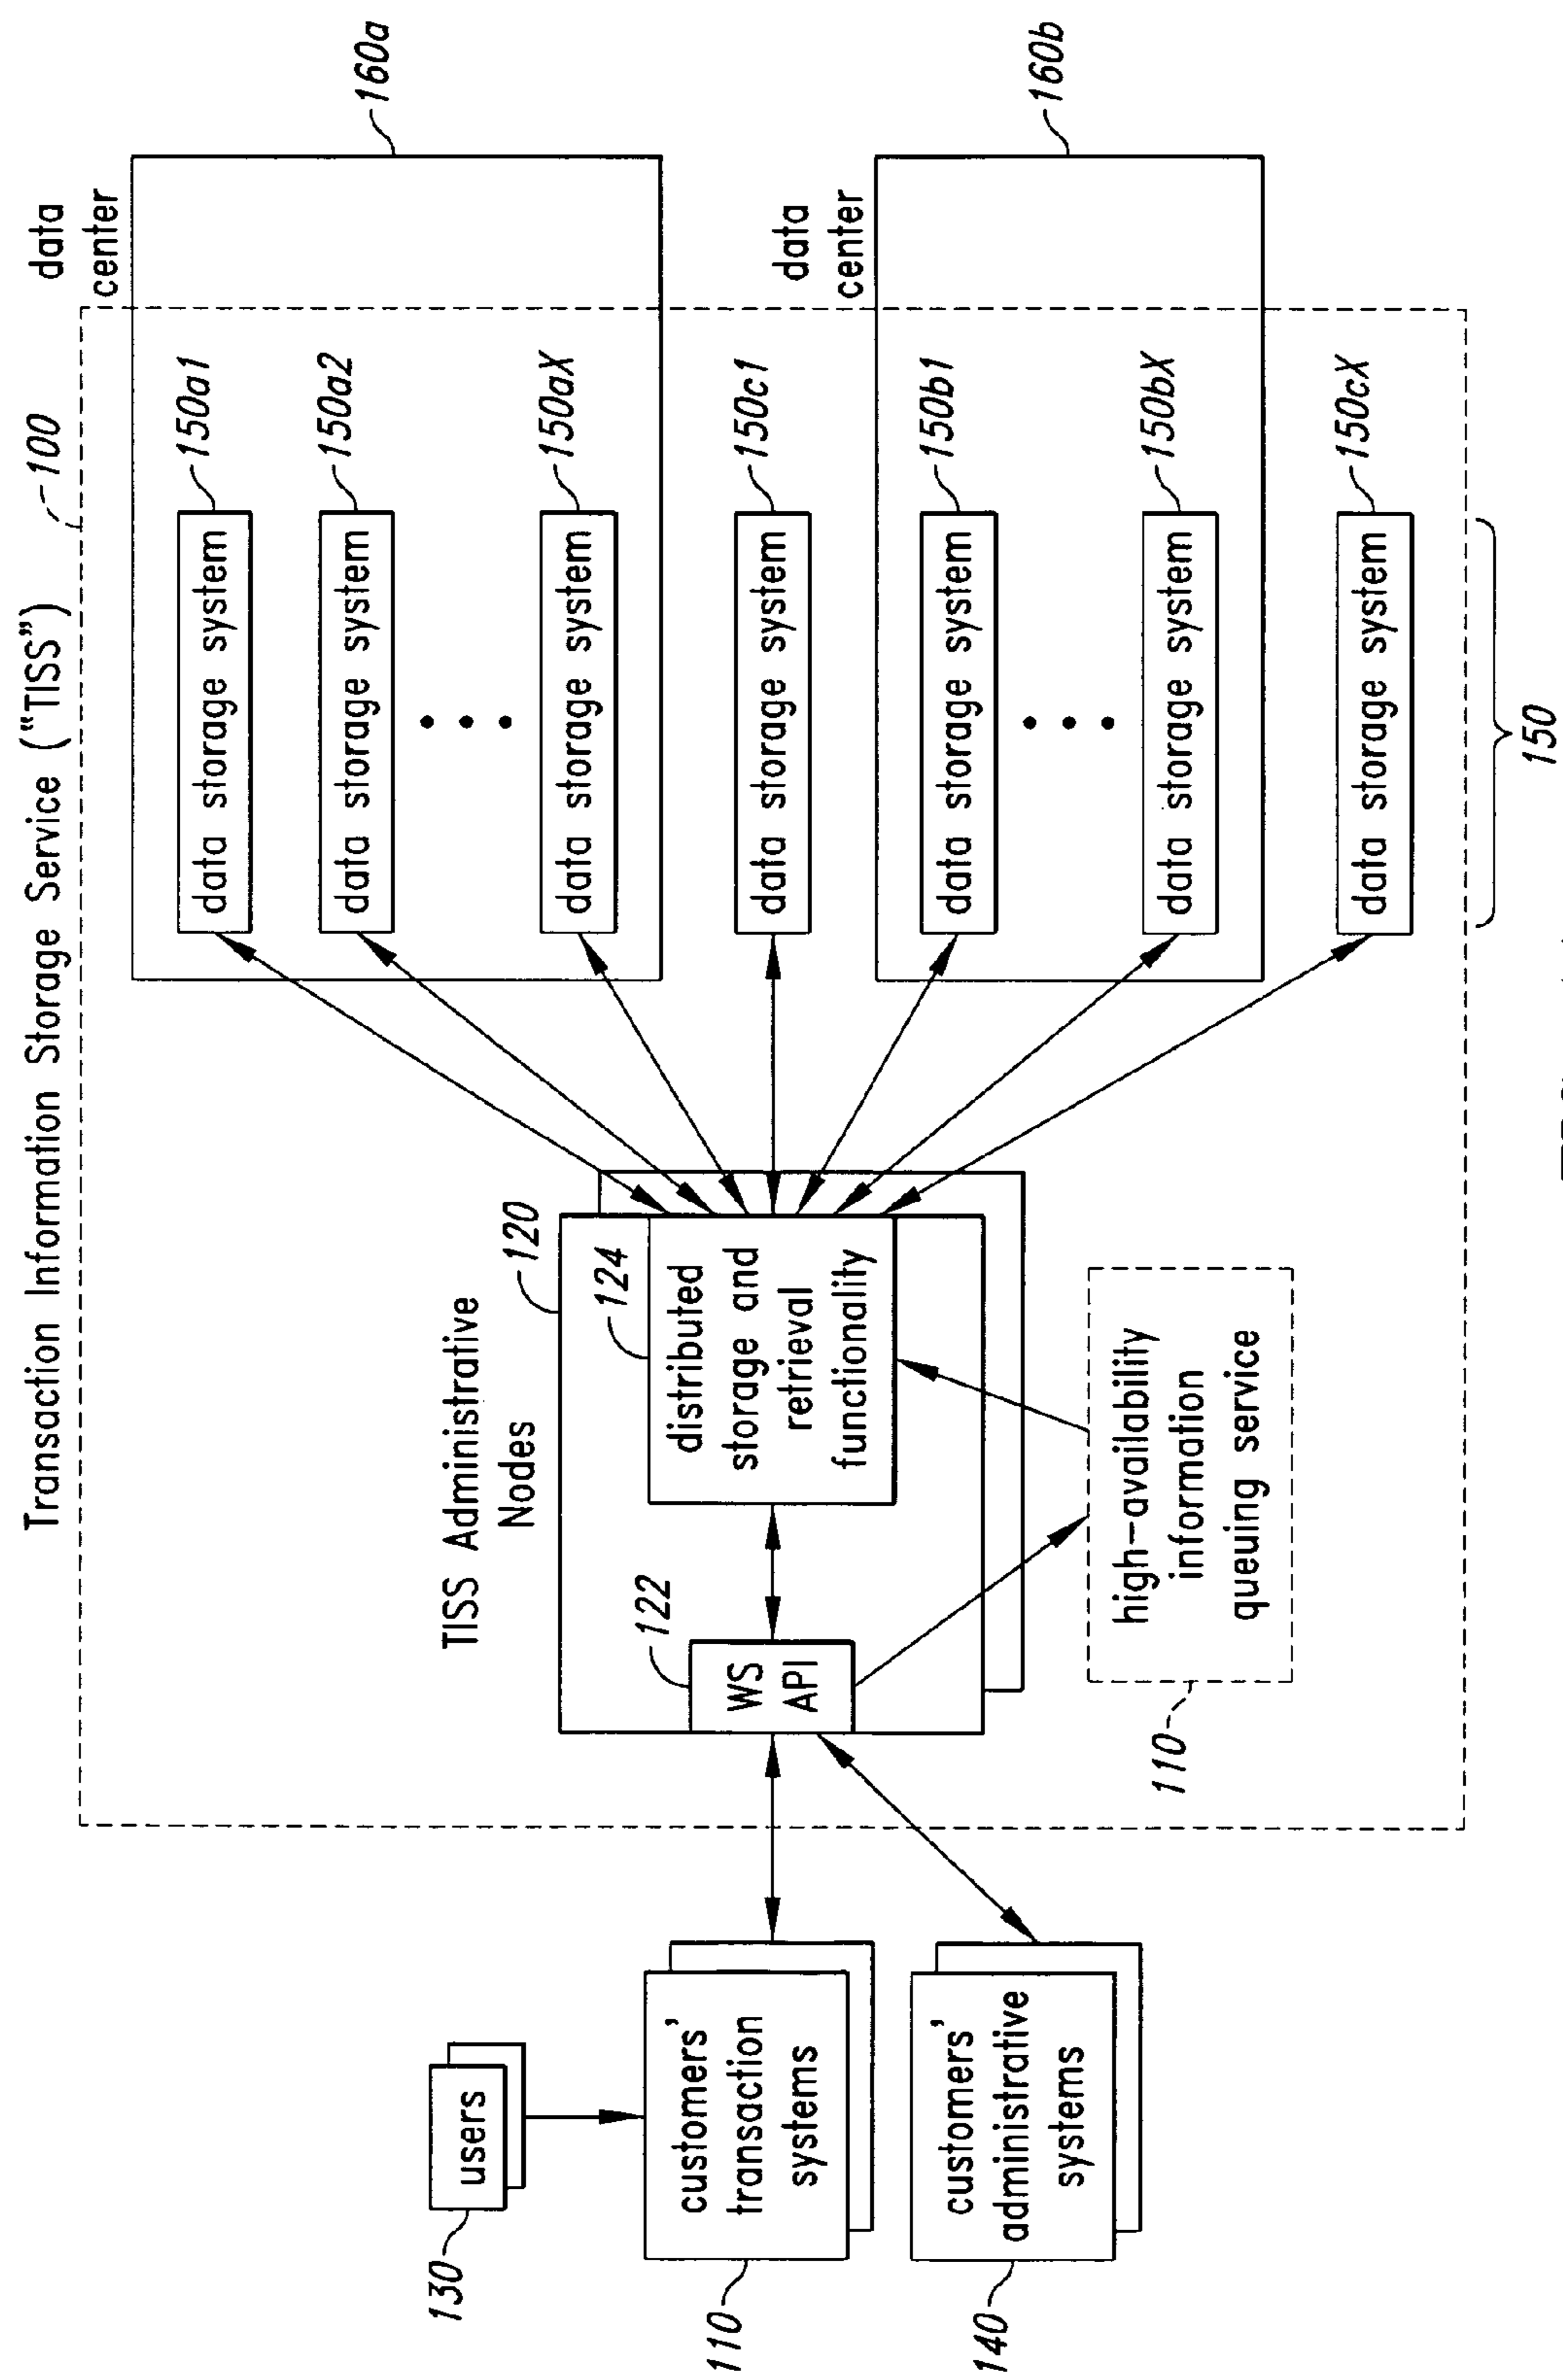 Transaction Information Storage Service ("TISS")
100
data
center
160a
data storage system
150a1
data storage system
150a2
data storage system
150aX
data storage system
150c1
data
center
160b
data storage system
150b1
data storage system
150bX
data storage system
150cX
150
TISS Administrative
Nodes
120
122
WS
API
124
distributed
storage and
retrieval
functionality
high-availability
information
queuing service
110
users
130
customers'
transaction
systems
110
customers'
administrative
systems
140